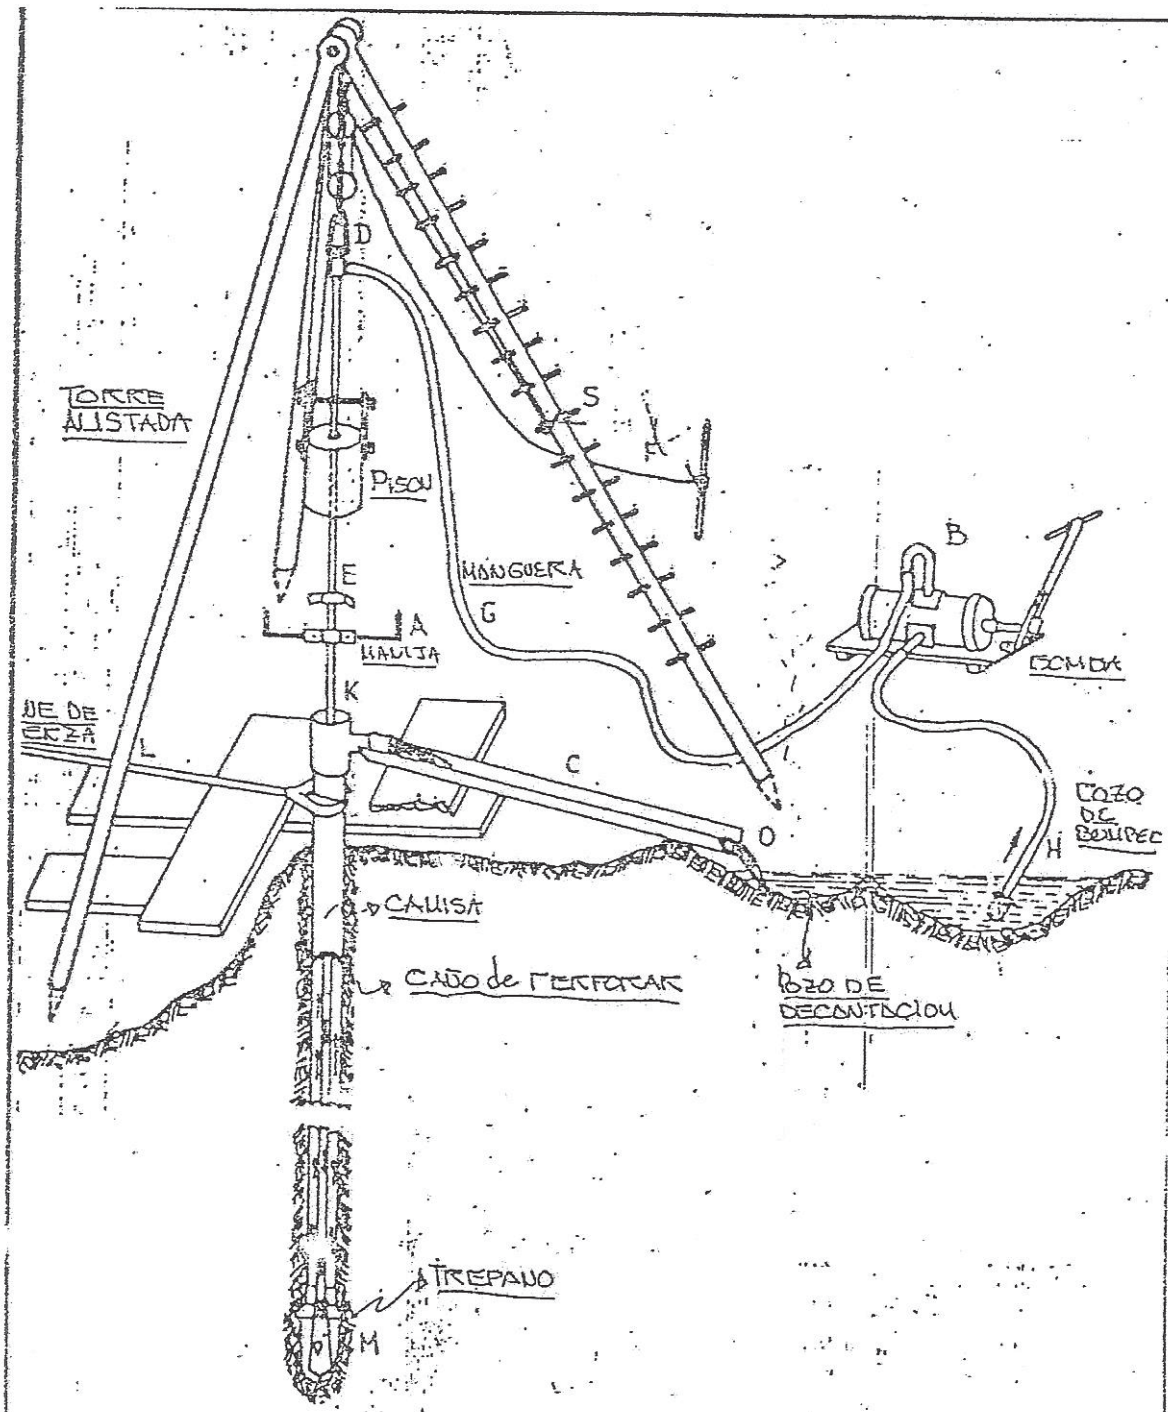 D
TORRE
ALISTADA
S
PISON
B
E
MANGUERA
G
A
MANIJA
BOMBA
K
L
C
POZO
DE
BOMBEO
O
H
CAMISA
CAÑO de PERFORAR
POZO DE
DECANTACION
TREPANO
M